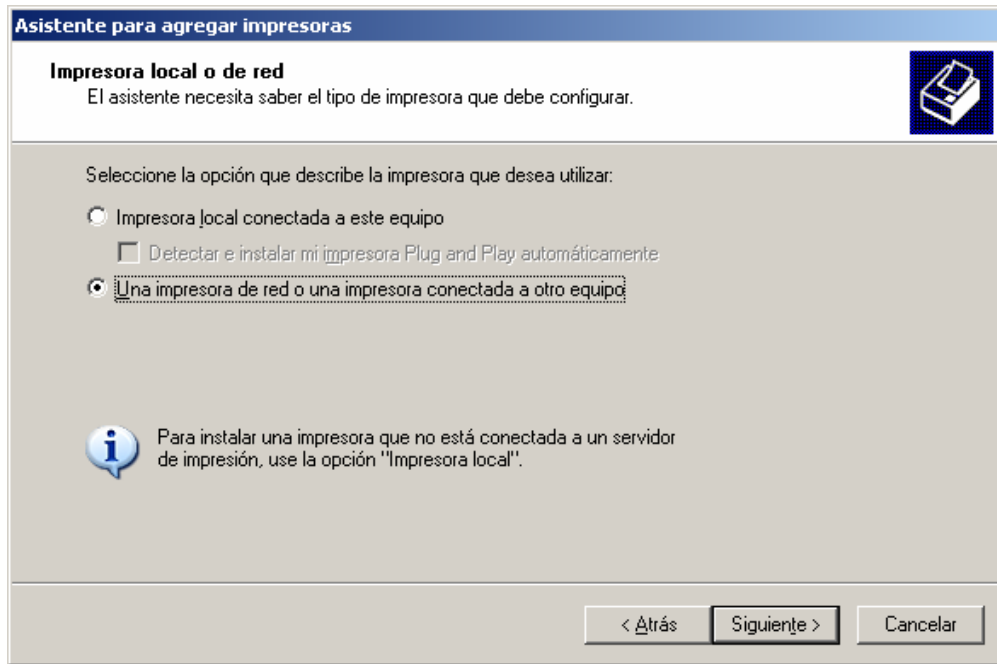 Asistente para agregar impresoras
Impresora local o de red
El asistente necesita saber el tipo de impresora que debe configurar.
Seleccione la opción que describe la impresora que desea utilizar:
Impresora local conectada a este equipo
Detectar e instalar mi impresora Plug and Play automáticamente
Una impresora de red o una impresora conectada a otro equipo
Para instalar una impresora que no está conectada a un servidor
de impresión, use la opción "Impresora local".
< Atrás Siguiente > Cancelar